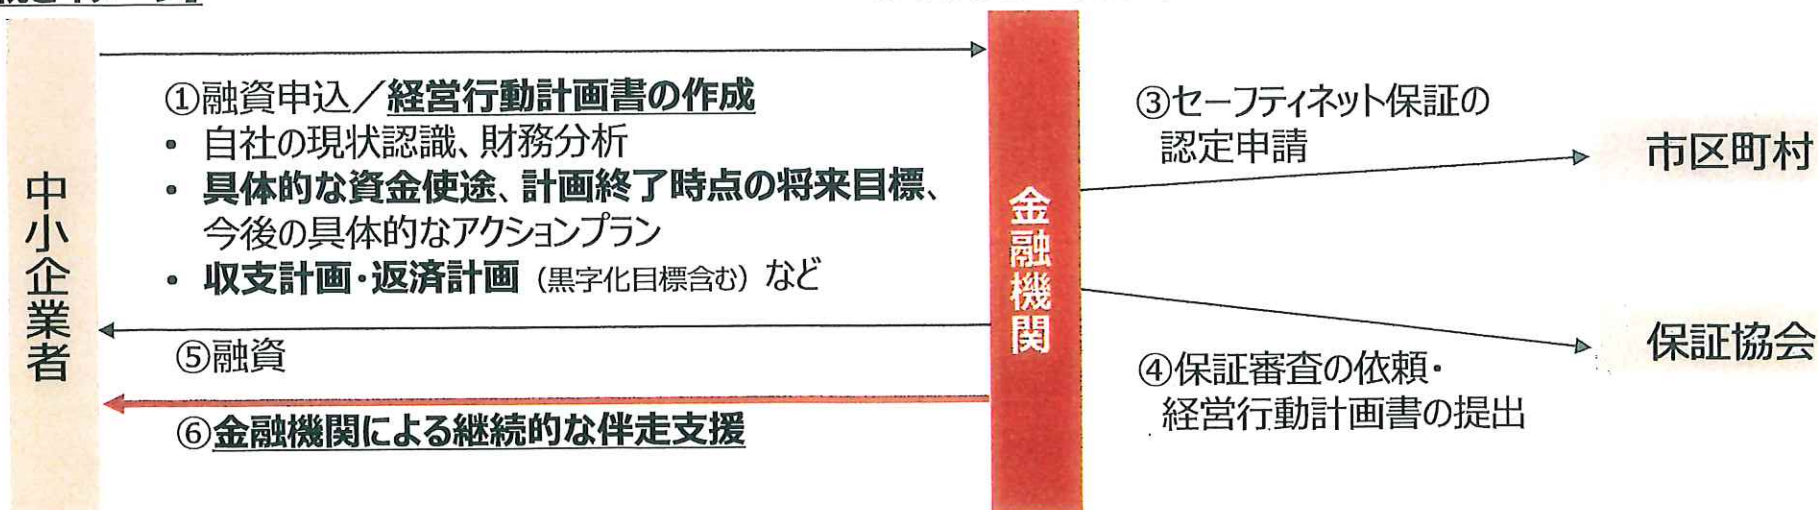 中小企業者
①融資申込／経営行動計画書の作成
• 自社の現状認識、財務分析
• 具体的な資金使途、計画終了時点の将来目標、
今後の具体的なアクションプラン
• 収支計画・返済計画（黒字化目標含む）など
⑤融資
⑥金融機関による継続的な伴走支援
金融機関
③セーフティネット保証の
認定申請
市区町村
④保証審査の依頼・
経営行動計画書の提出
保証協会